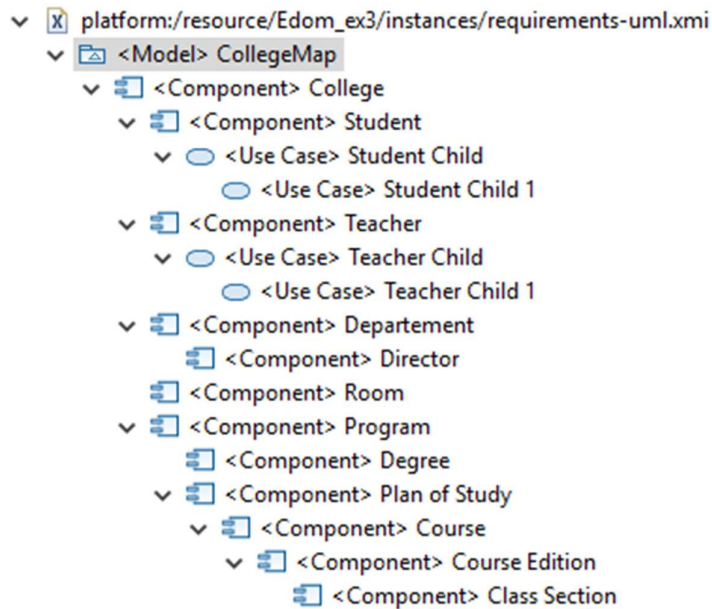 platform:/resource/Edom_ex3/instances/requirements-uml.xmi
<Model> CollegeMap
<Component> College
<Component> Student
<Use Case> Student Child
<Use Case> Student Child 1
<Component> Teacher
<Use Case> Teacher Child
<Use Case> Teacher Child 1
<Component> Departement
<Component> Director
<Component> Room
<Component> Program
<Component> Degree
<Component> Plan of Study
<Component> Course
<Component> Course Edition
<Component> Class Section